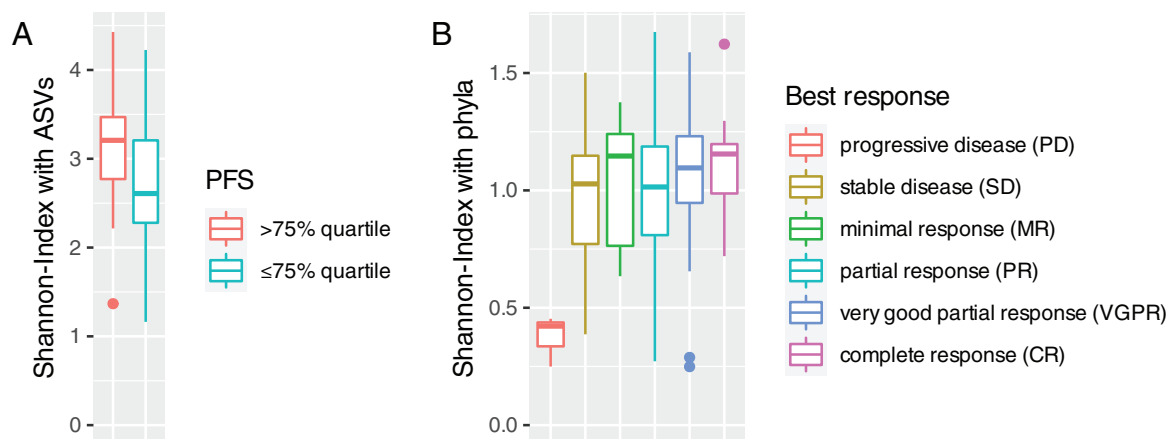 A
Shannon-Index with ASVs
4
3
2
1
0
PFS
>75% quartile
≤75% quartile
B
Shannon-Index with phyla
1.5
1.0
0.5
0.0
Best response
progressive disease (PD)
stable disease (SD)
minimal response (MR)
partial response (PR)
very good partial response (VGPR)
complete response (CR)